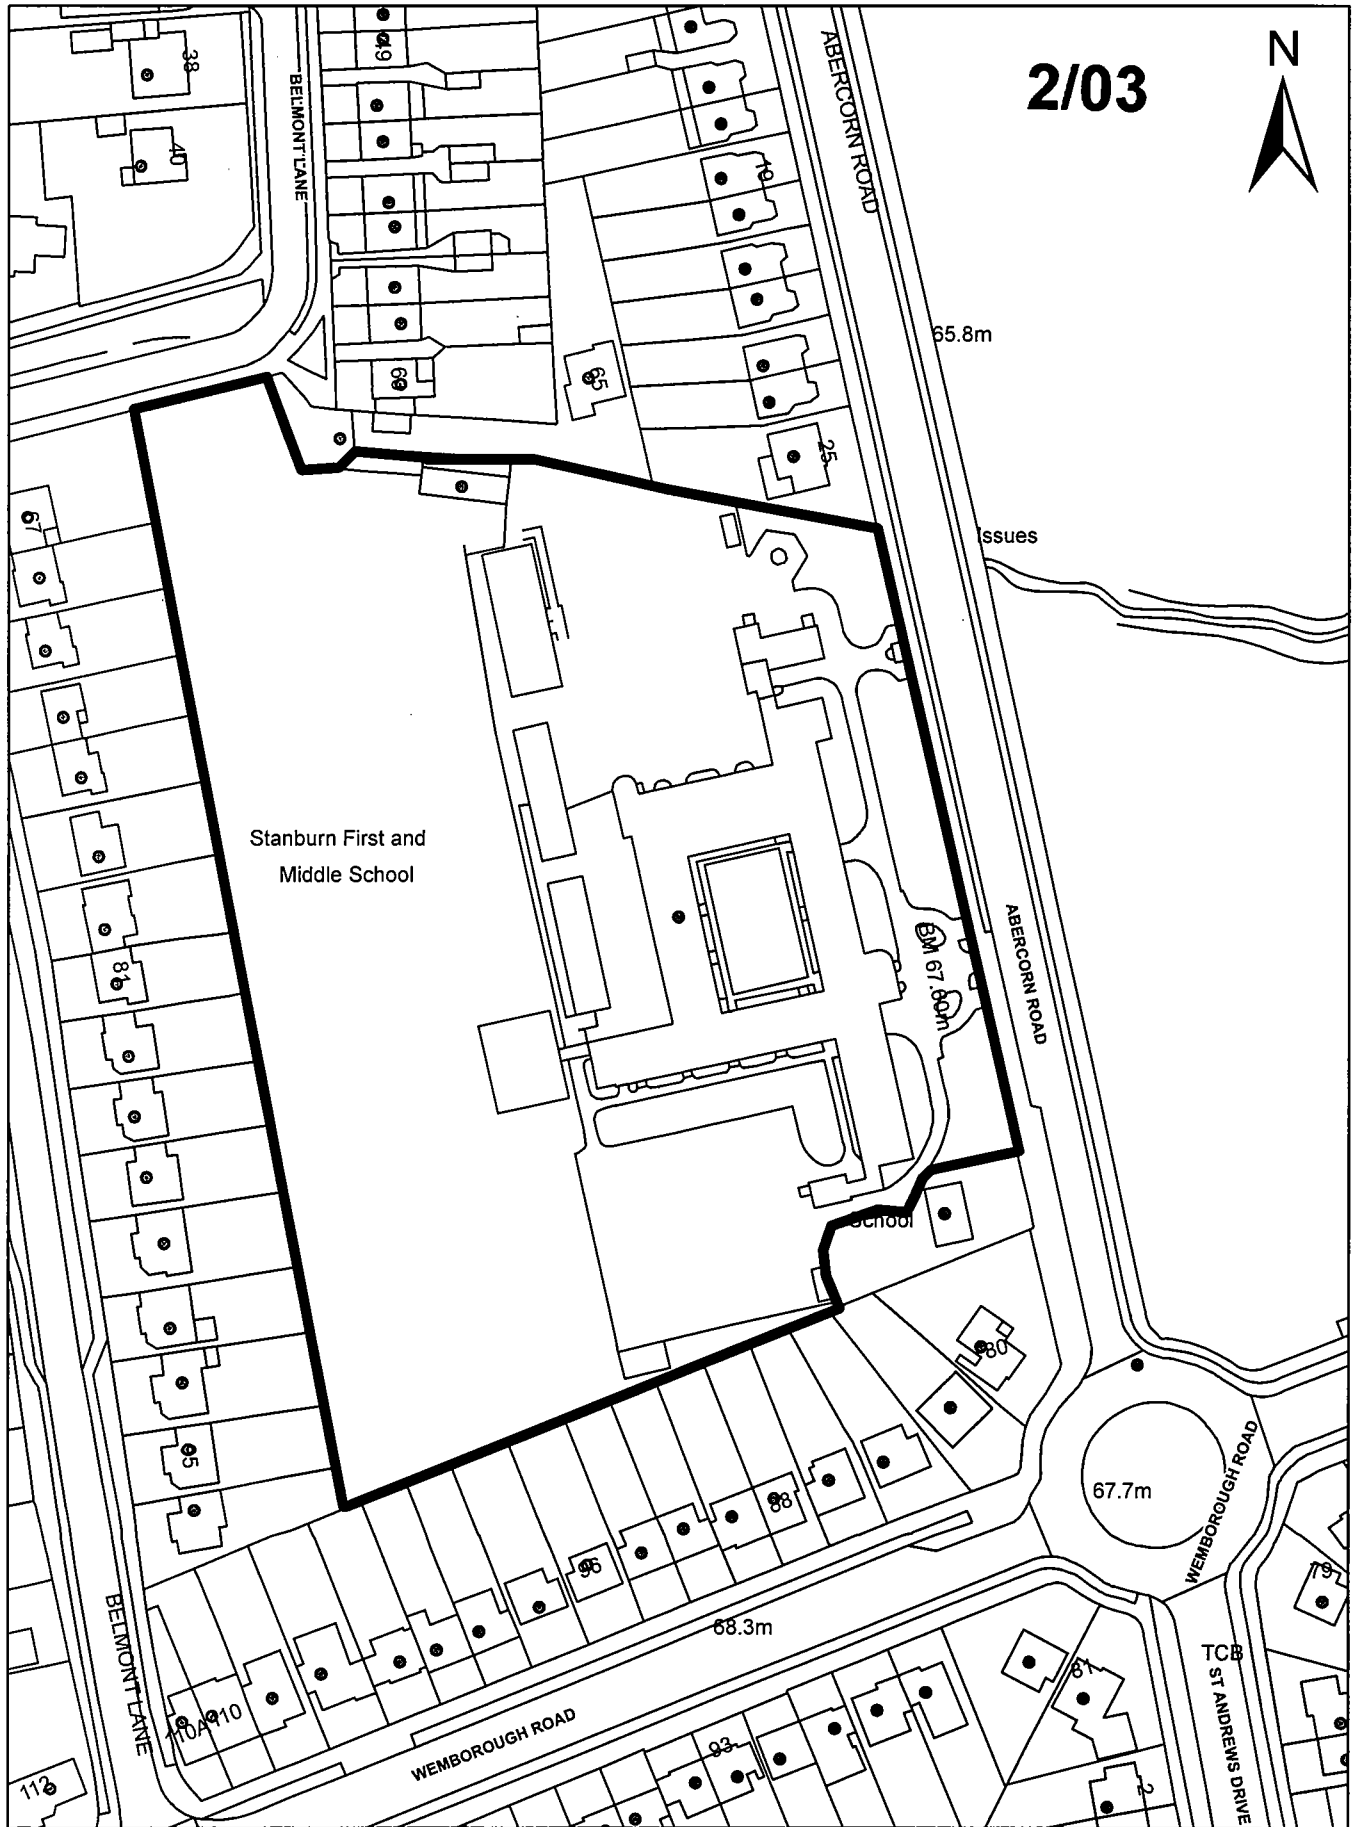 2/03
N
38
49
BELMONT LANE
ABERCORN ROAD
40
19
65.8m
65
25
Issues
67
Stanburn First and
Middle School
ABERCORN ROAD
BM 67.60m
81
School
80
95
88
67.7m
WEMBOROUGH ROAD
96
79
68.3m
BELMONT LANE
TCB
81
ST ANDREWS DRIVE
110A
110
WEMBOROUGH ROAD
93
112
2